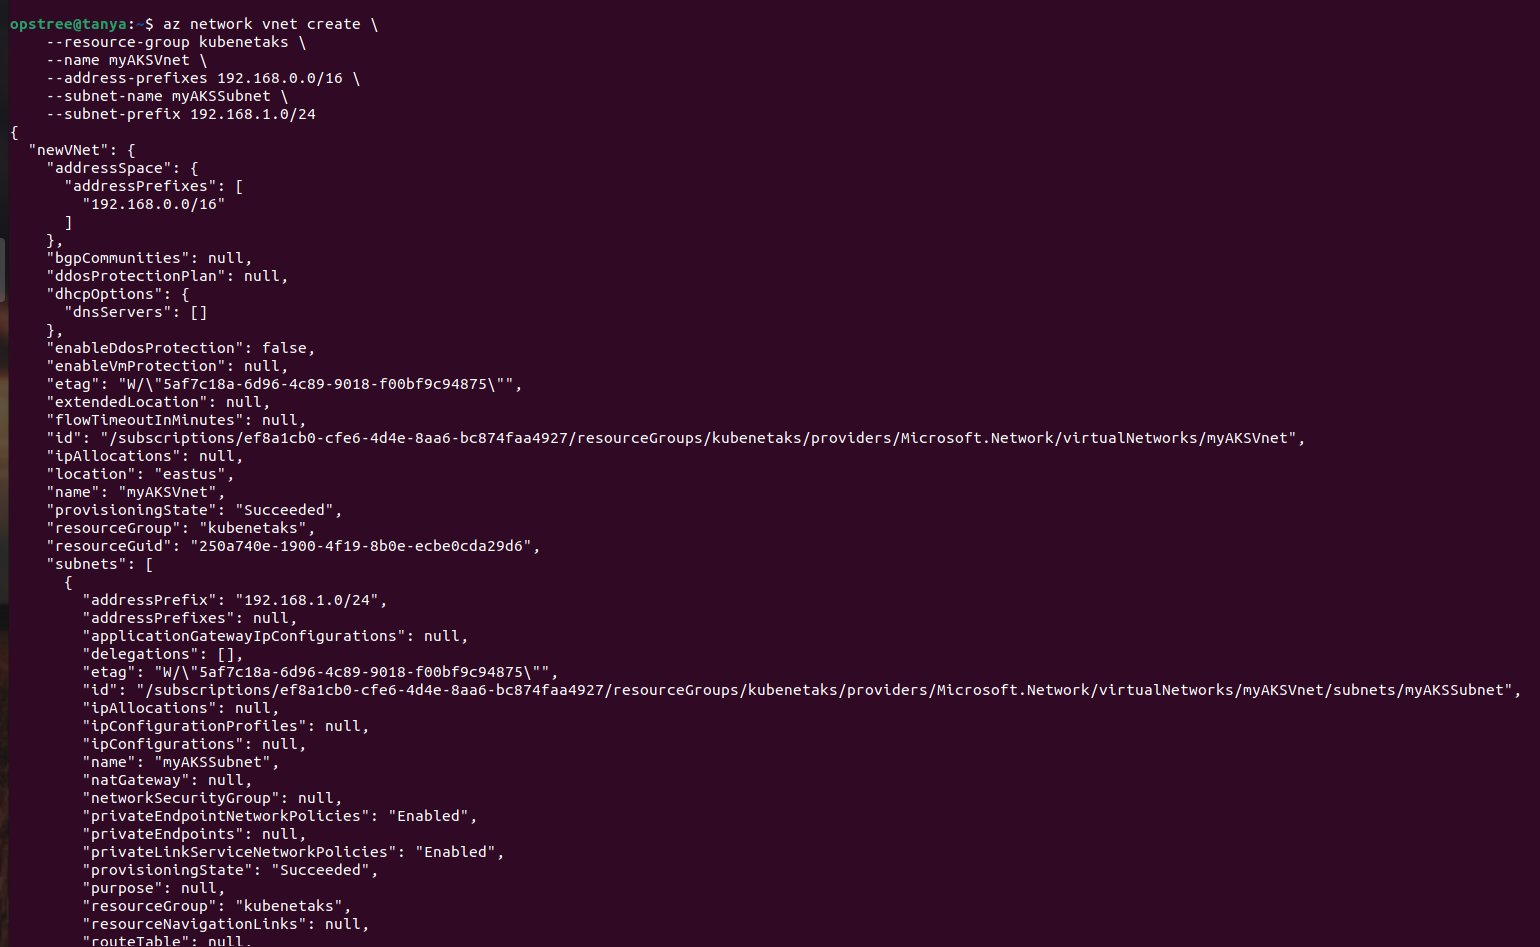 opstree@tanya:~$ az network vnet create \
    --resource-group kubenetaks \
    --name myAKSVnet \
    --address-prefixes 192.168.0.0/16 \
    --subnet-name myAKSSubnet \
    --subnet-prefix 192.168.1.0/24
{
  "newVNet": {
    "addressSpace": {
      "addressPrefixes": [
        "192.168.0.0/16"
      ]
    },
    "bgpCommunities": null,
    "ddosProtectionPlan": null,
    "dhcpOptions": {
      "dnsServers": []
    },
    "enableDdosProtection": false,
    "enableVmProtection": null,
    "etag": "W/\"5af7c18a-6d96-4c89-9018-f00bf9c94875\"",
    "extendedLocation": null,
    "flowTimeoutInMinutes": null,
    "id": "/subscriptions/ef8a1cb0-cfe6-4d4e-8aa6-bc874faa4927/resourceGroups/kubenetaks/providers/Microsoft.Network/virtualNetworks/myAKSVnet",
    "ipAllocations": null,
    "location": "eastus",
    "name": "myAKSVnet",
    "provisioningState": "Succeeded",
    "resourceGroup": "kubenetaks",
    "resourceGuid": "250a740e-1900-4f19-8b0e-ecbe0cda29d6",
    "subnets": [
      {
        "addressPrefix": "192.168.1.0/24",
        "addressPrefixes": null,
        "applicationGatewayIpConfigurations": null,
        "delegations": [],
        "etag": "W/\"5af7c18a-6d96-4c89-9018-f00bf9c94875\"",
        "id": "/subscriptions/ef8a1cb0-cfe6-4d4e-8aa6-bc874faa4927/resourceGroups/kubenetaks/providers/Microsoft.Network/virtualNetworks/myAKSVnet/subnets/myAKSSubnet",
        "ipAllocations": null,
        "ipConfigurationProfiles": null,
        "ipConfigurations": null,
        "name": "myAKSSubnet",
        "natGateway": null,
        "networkSecurityGroup": null,
        "privateEndpointNetworkPolicies": "Enabled",
        "privateEndpoints": null,
        "privateLinkServiceNetworkPolicies": "Enabled",
        "provisioningState": "Succeeded",
        "purpose": null,
        "resourceGroup": "kubenetaks",
        "resourceNavigationLinks": null,
        "routeTable": null,